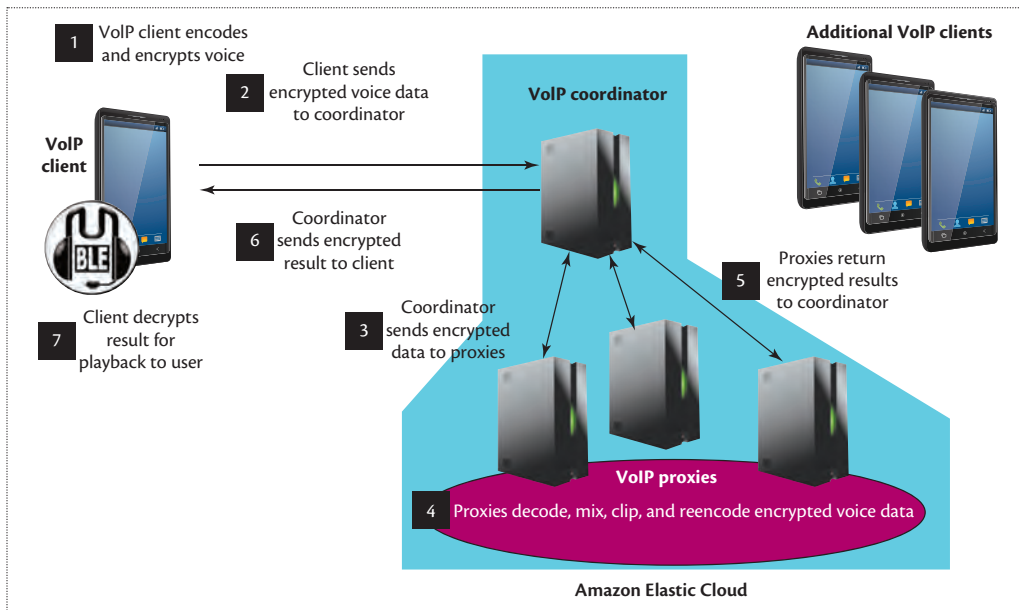 1
VoIP client encodes
and encrypts voice
2
Client sends
encrypted voice data
to coordinator
VoIP coordinator
Additional VoIP clients
VoIP
client
BLE
6
Coordinator
sends encrypted
result to client
5
Proxies return
encrypted results
to coordinator
3
Coordinator
sends encrypted
data to proxies
7
Client decrypts
result for
playback to user
VoIP proxies
4
Proxies decode, mix, clip, and reencode encrypted voice data
Amazon Elastic Cloud